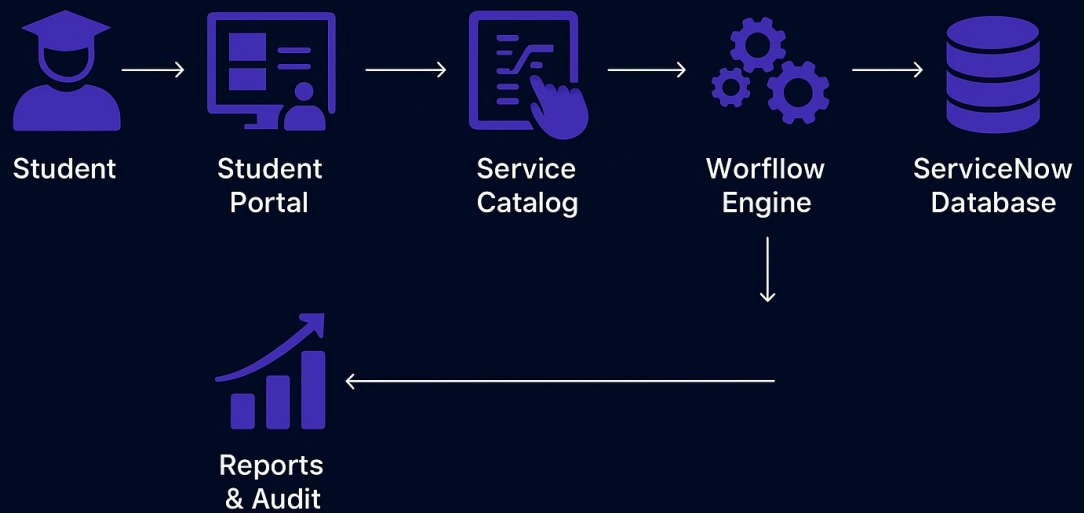 Student
Student
Portal
Service
Catalog
Worfllow
Engine
ServiceNow
Database
Reports
& Audit